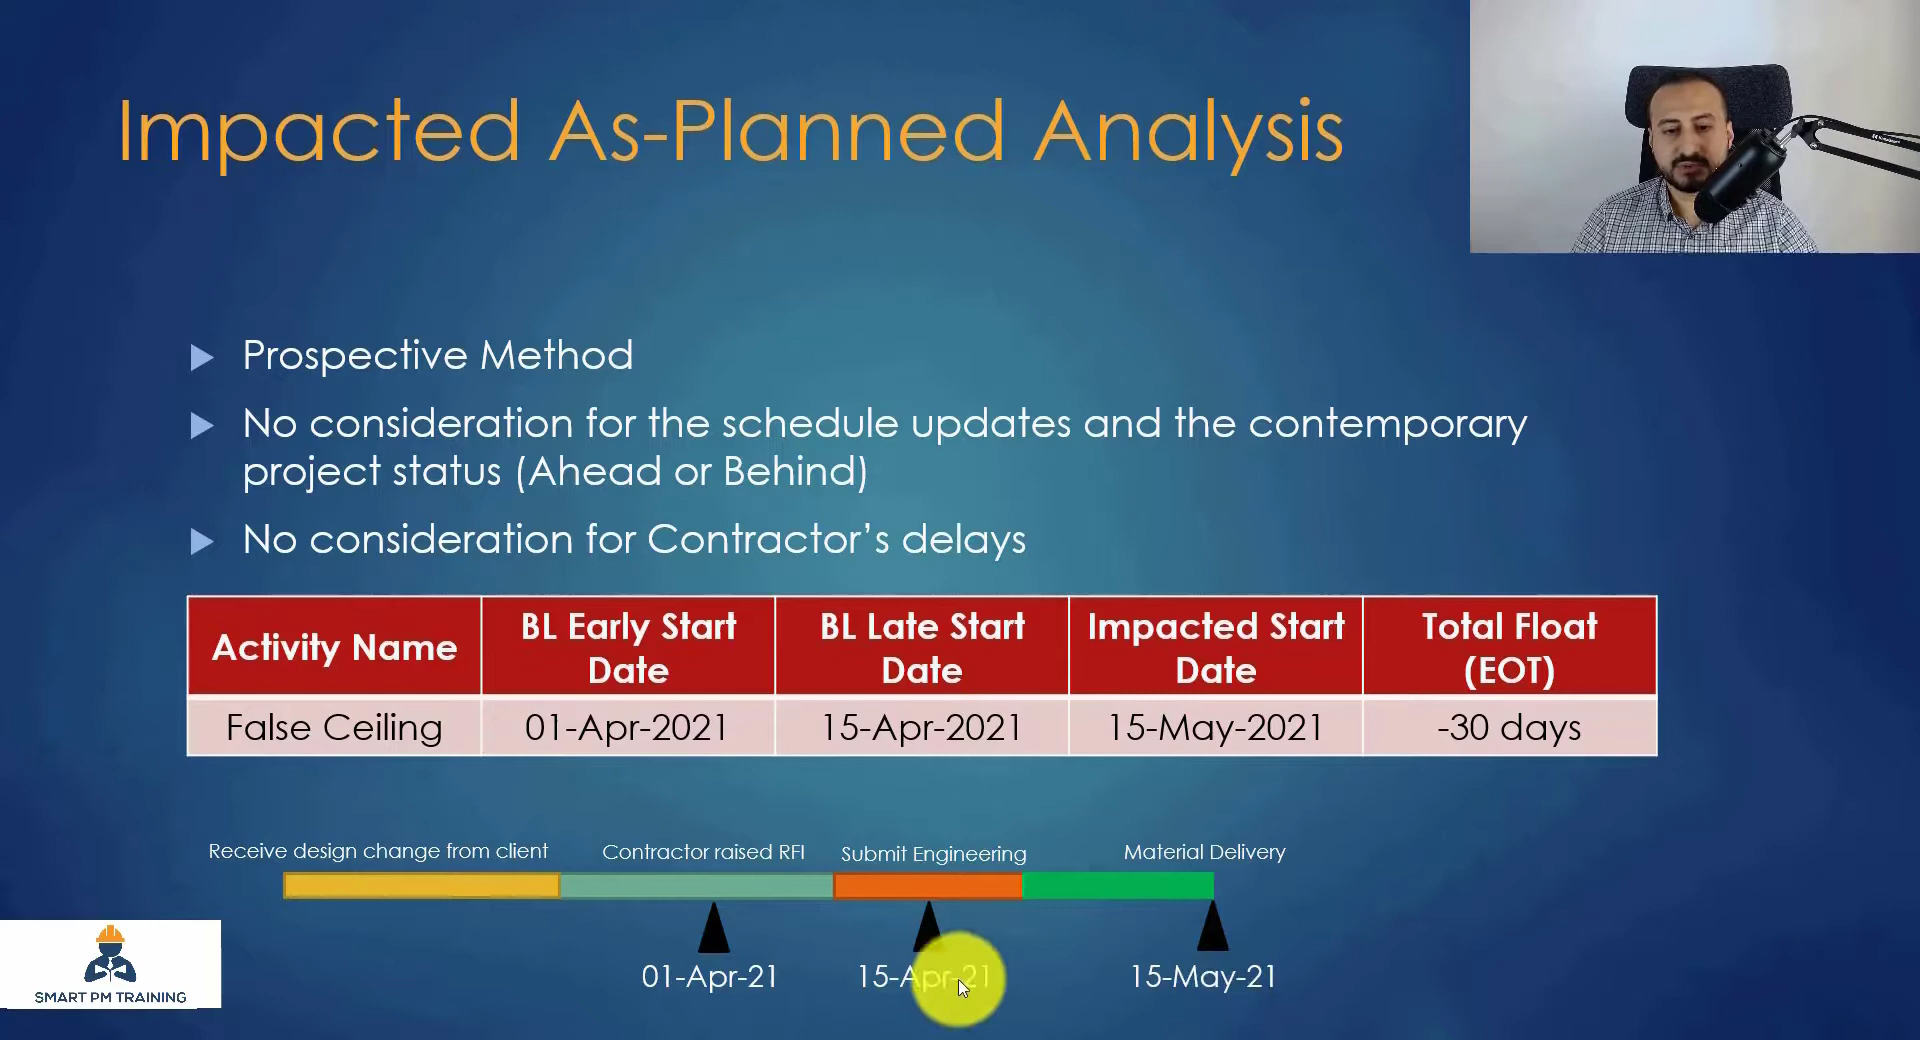 Impacted As-Planned Analysis
Prospective Method
No consideration for the schedule updates and the contemporary
project status (Ahead or Behind)
No consideration for Contractor's delays
Activity Name
BL Early Start
Date
BL Late Start
Date
Impacted Start
Date
Total Float
(EOT)
False Ceiling
01-Apr-2021
15-Apr-2021
15-May-2021
-30 days
Receive design change from client
Contractor raised RFI
Submit Engineering
Material Delivery
01-Apr-21
15-Apr-21
15-May-21
SMART PM TRAINING